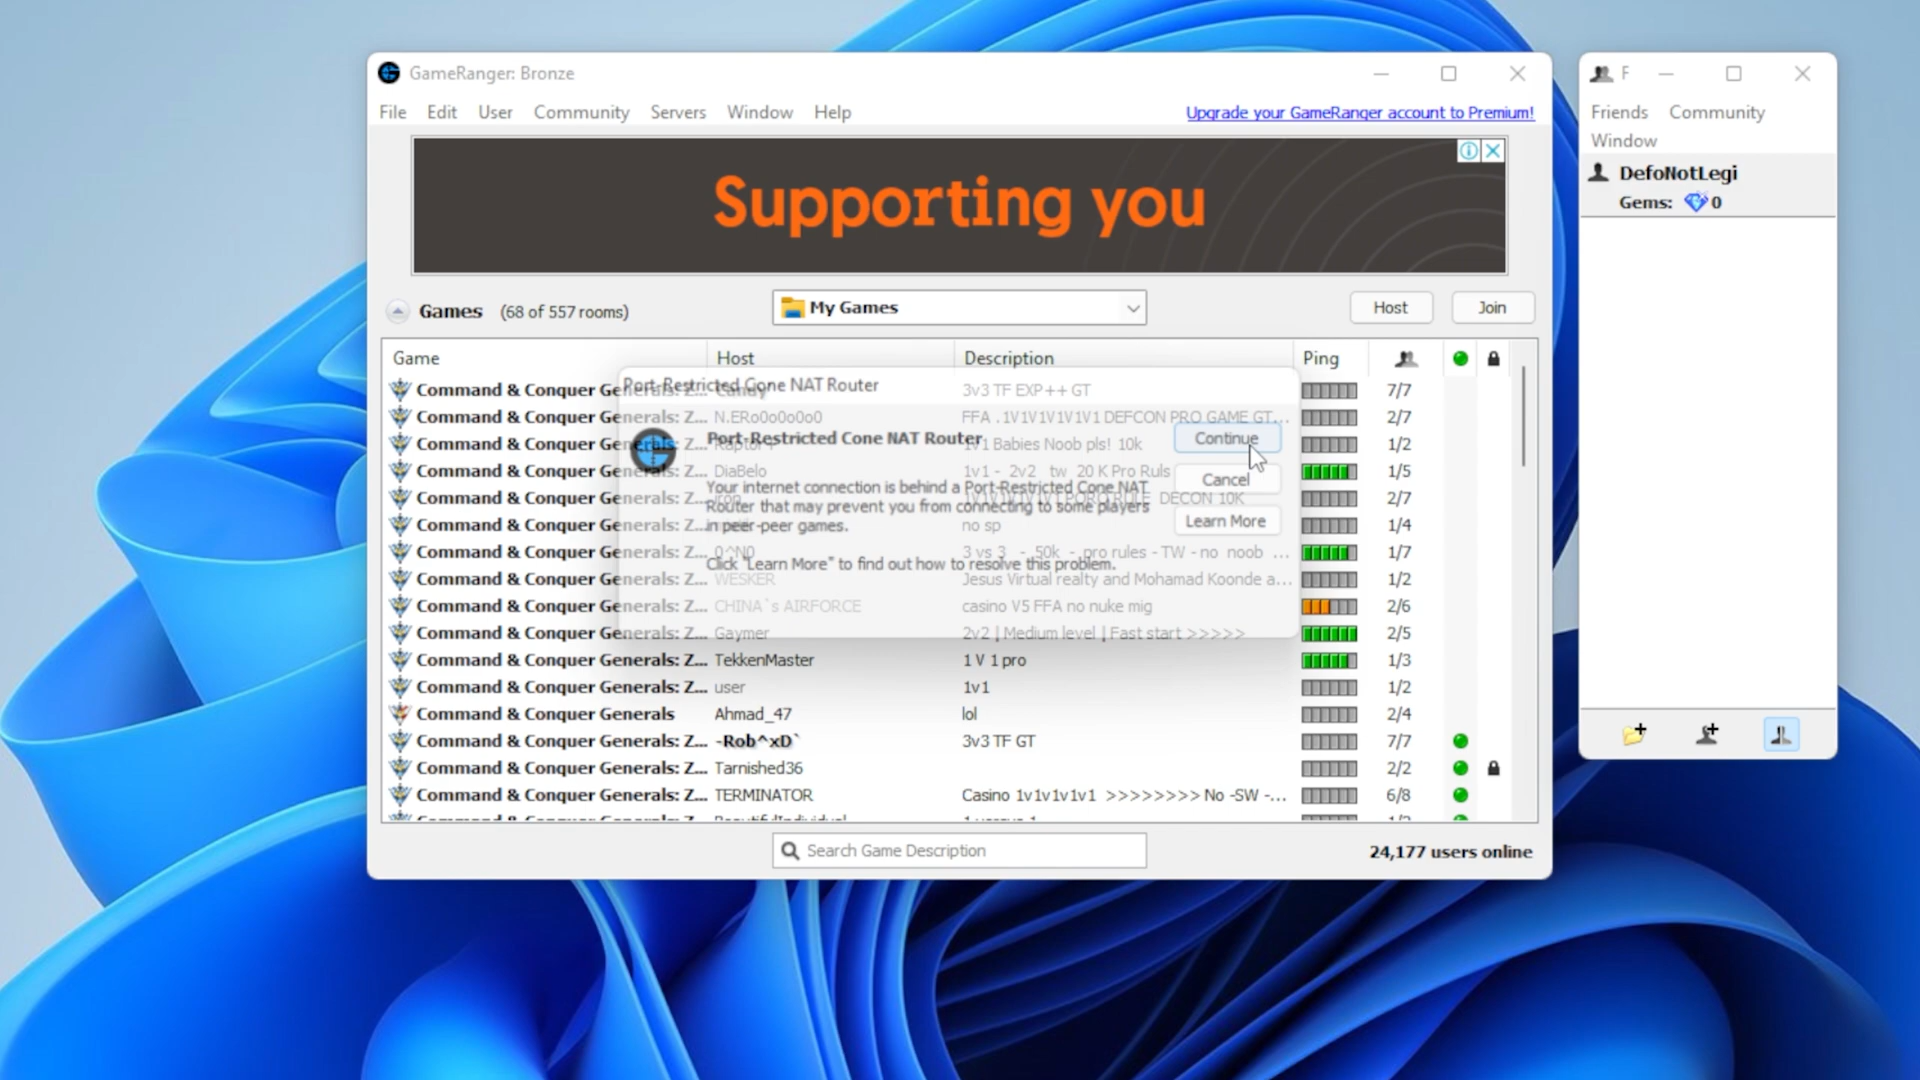 GameRanger: Bronze
File Edit User Community Servers Window Help
Upgrade your GameRanger account to Premium!
Supporting you
Games (68 of 557 rooms)
My Games
Host
Join
Game Host Description Ping
Command & Conquer Generals: Z... Candy 3v3 TF EXP++ GT 7/7
Command & Conquer Generals: Z... N.ERo0o0o0o0 FFA .1V1V1V1V1V1 DEFCON PRO GAME GT... 2/7
Command & Conquer Generals: Z... 1v1 Babies Noob pls! 10k 1/2
Command & Conquer Generals: Z... DiaBelo 1v1 - 2v2 tw 20 K Pro Ruls 1/5
Command & Conquer Generals: Z... DECON 10K 2/7
Command & Conquer Generals: Z... no sp 1/4
Command & Conquer Generals: Z... 0^N0 3 vs 3 - 50k - pro rules - TW - no noob ... 1/7
Command & Conquer Generals: Z... WESKER Jesus Virtual realty and Mohamad Koonde a... 1/2
Command & Conquer Generals: Z... CHINA`s AIRFORCE casino V5 FFA no nuke mig 2/6
Command & Conquer Generals: Z... Gaymer 2v2 | Medium level | Fast start >>>>> 2/5
Command & Conquer Generals: Z... TekkenMaster 1 V 1 pro 1/3
Command & Conquer Generals: Z... user 1v1 1/2
Command & Conquer Generals Ahmad_47 lol 2/4
Command & Conquer Generals: Z... -Rob^xD` 3v3 TF GT 7/7
Command & Conquer Generals: Z... Tarnished36 2/2
Command & Conquer Generals: Z... TERMINATOR Casino 1v1v1v1v1 >>>>>>>> No -SW -... 6/8
Port-Restricted Cone NAT Router
Port-Restricted Cone NAT Router
Your internet connection is behind a Port-Restricted Cone NAT
Router that may prevent you from connecting to some players
in peer-peer games.
Click "Learn More" to find out how to resolve this problem.
Continue
Cancel
Learn More
Search Game Description
24,177 users online
F
Friends Community
Window
DefoNotLegi
Gems: 0